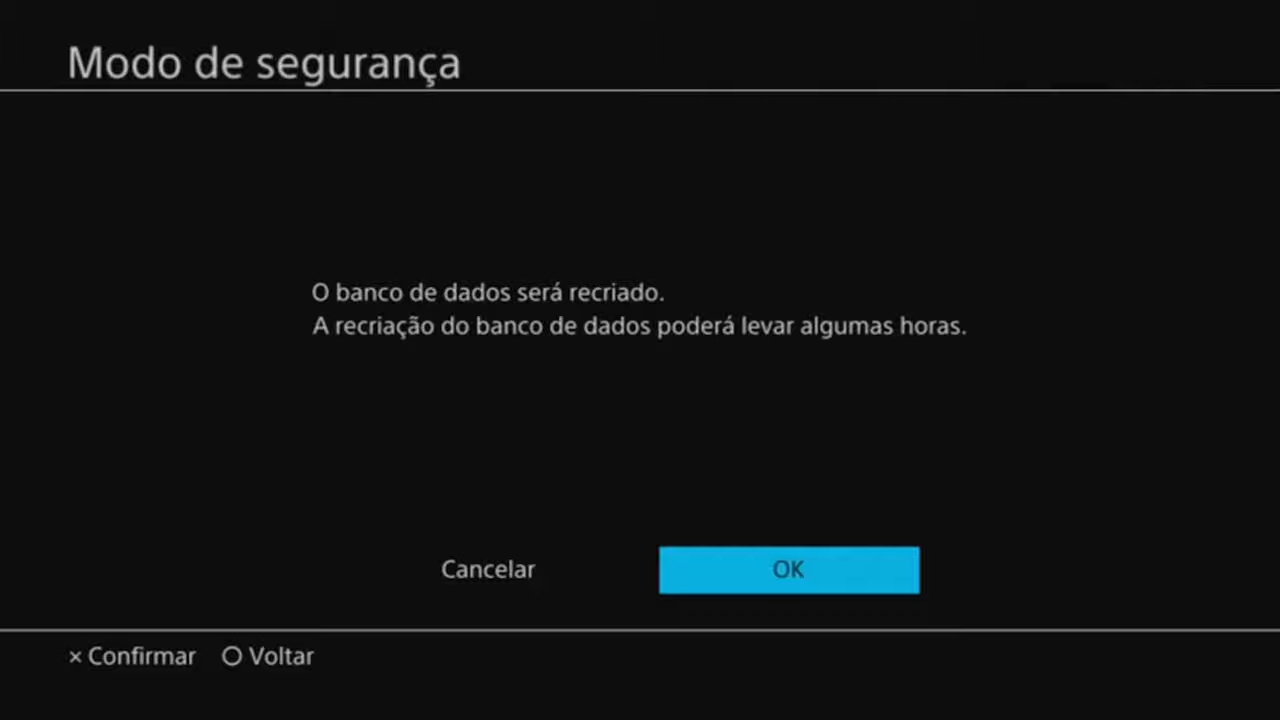 Modo de segurança
O banco de dados será recriado.
A recriação do banco de dados poderá levar algumas horas.
Cancelar OK
× Confirmar ○ Voltar